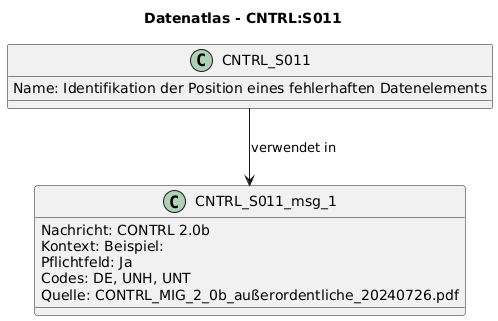 Datenatlas - CNTRL:S011
C CNTRL_S011
Name: Identifikation der Position eines fehlerhaften Datenelements
verwendet in
C CNTRL_S011_msg_1
Nachricht: CONTRL 2.0b
Kontext: Beispiel:
Pflichtfeld: Ja
Codes: DE, UNH, UNT
Quelle: CONTRL_MIG_2_0b_außerordentliche_20240726.pdf